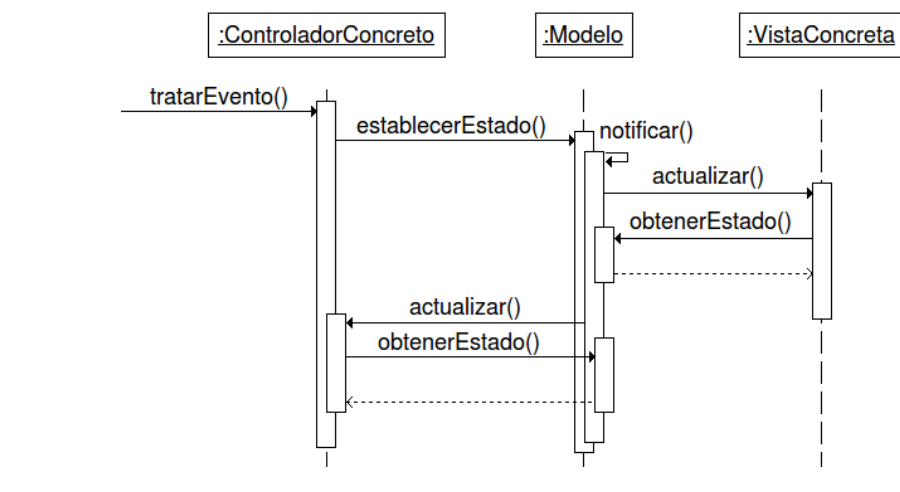 :ControladorConcreto
:Modelo
:VistaConcreta
tratarEvento()
establecerEstado()
notificar()
actualizar()
obtenerEstado()
actualizar()
obtenerEstado()